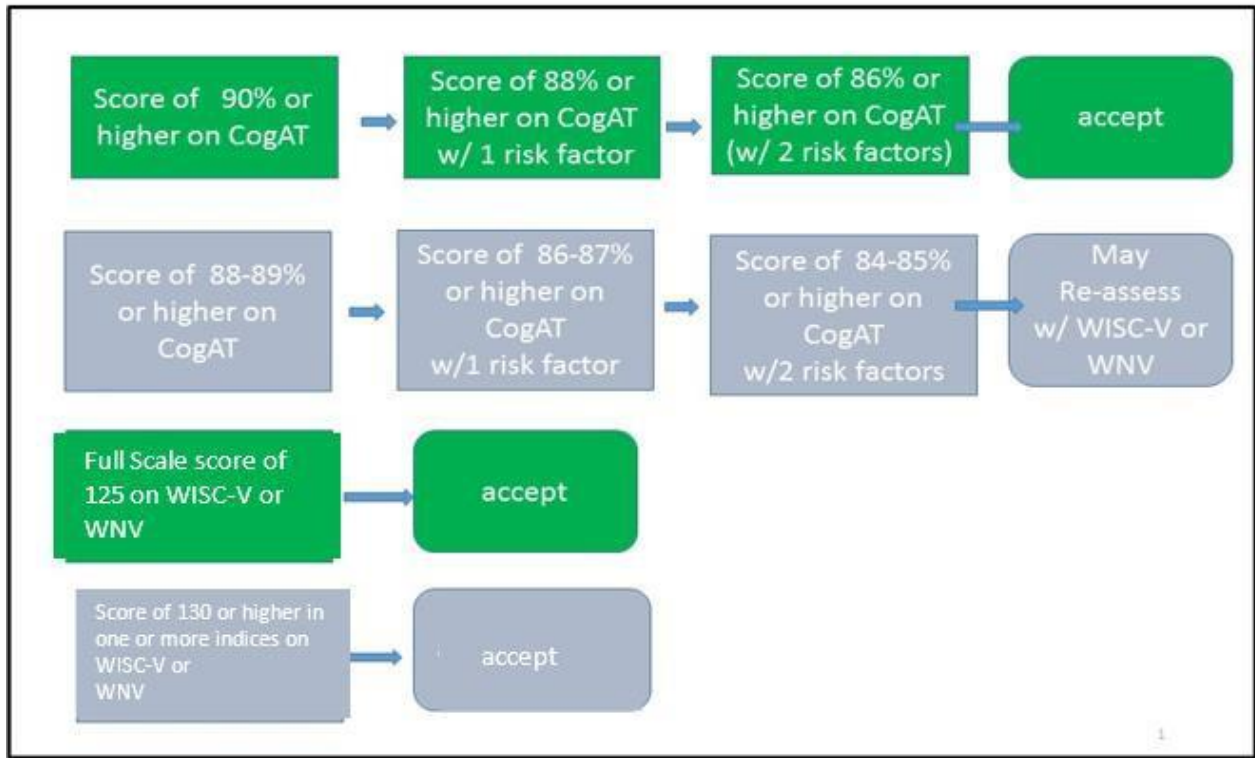 Score of 90% or
higher on CogAT
Score of 88% or
higher on CogAT
w/ 1 risk factor
Score of 86% or
higher on CogAT
(w/ 2 risk factors)
accept
Score of 88-89%
or higher on
CogAT
Score of 86-87%
or higher on
CogAT
w/1 risk factor
Score of 84-85%
or higher on
CogAT
w/2 risk factors
May
Re-assess
w/ WISC-V or
WNV
Full Scale score of
125 on WISC-V or
WNV
accept
Score of 130 or higher in
one or more indices on
WISC-V or
WNV
accept
1